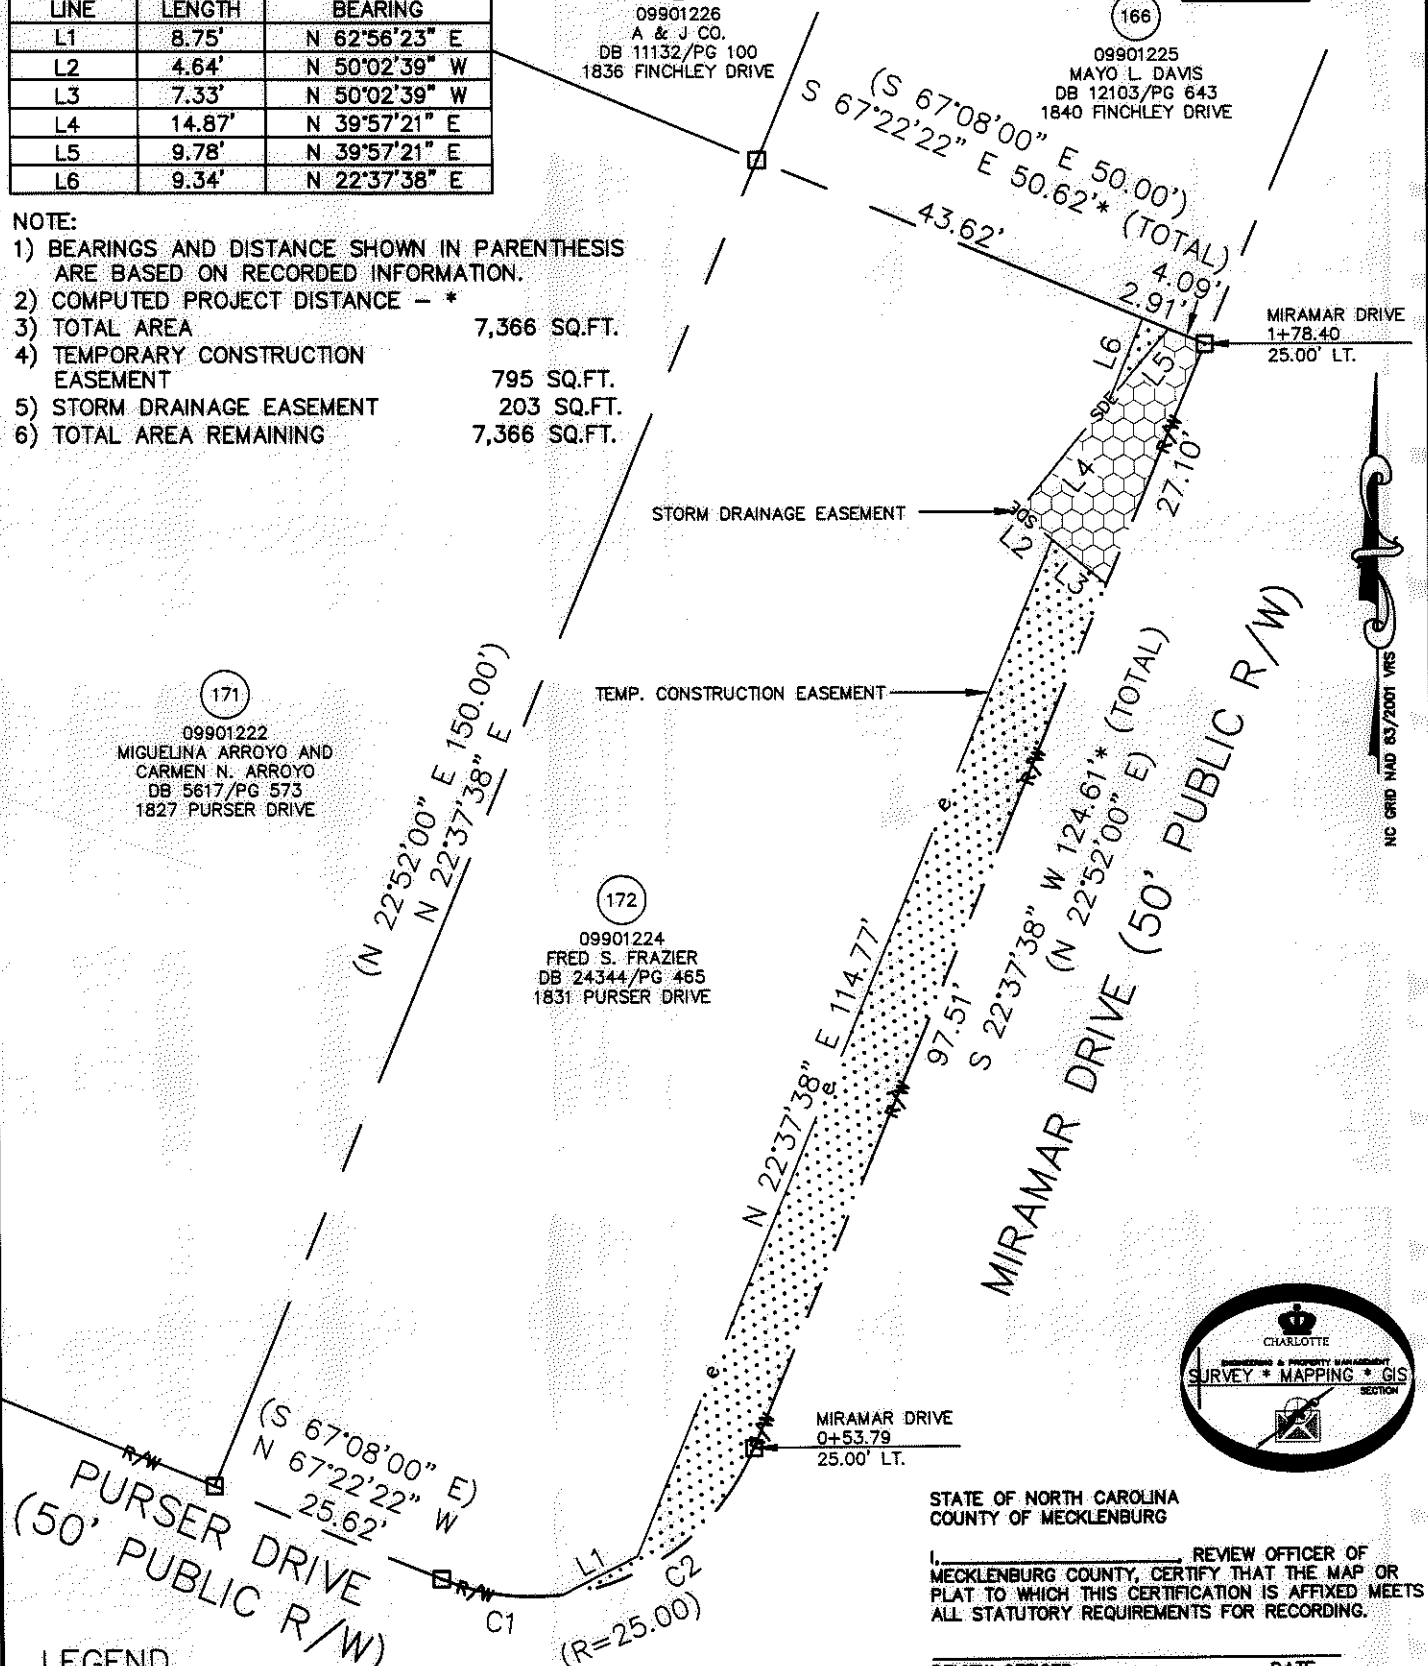 LINE LENGTH BEARING
L1 8.75' N 62°56'23" E
L2 4.64' N 50°02'39" W
L3 7.33' N 50°02'39" W
L4 14.87' N 39°57'21" E
L5 9.78' N 39°57'21" E
L6 9.34' N 22°37'38" E
09901226
A & J CO.
DB 11132/PG 100
1836 FINCHLEY DRIVE
166
09901225
MAYO L. DAVIS
DB 12103/PG 643
1840 FINCHLEY DRIVE
(S 67°08'00" E 50.00')
S 67°22'22" E 50.62'* (TOTAL)
43.62'
4.09'
2.91'
NOTE:
1) BEARINGS AND DISTANCE SHOWN IN PARENTHESIS
ARE BASED ON RECORDED INFORMATION.
2) COMPUTED PROJECT DISTANCE – *
3) TOTAL AREA 7,366 SQ.FT.
4) TEMPORARY CONSTRUCTION
EASEMENT 795 SQ.FT.
5) STORM DRAINAGE EASEMENT 203 SQ.FT.
6) TOTAL AREA REMAINING 7,366 SQ.FT.
MIRAMAR DRIVE
1+78.40
25.00' LT.
L6
L5
SDE
R/W
27.10'
L4
STORM DRAINAGE EASEMENT
SDE
L2
L3
TEMP. CONSTRUCTION EASEMENT
NC GRID NAD 83/2001 VRS
171
09901222
MIGUELINA ARROYO AND
CARMEN N. ARROYO
DB 5617/PG 573
1827 PURSER DRIVE
(N 22°52'00" E 150.00')
N 22°37'38" E
172
09901224
FRED S. FRAZIER
DB 24344/PG 465
1831 PURSER DRIVE
R/W
e
N 22°37'38" E 114.77'
e
97.51'
R/W
S 22°37'38" W 124.61'* (TOTAL)
(N 22°52'00" E)
MIRAMAR DRIVE (50' PUBLIC R/W)
CHARLOTTE
ENGINEERING & PROPERTY MANAGEMENT
SURVEY * MAPPING * GIS
SECTION
e
R/W
MIRAMAR DRIVE
0+53.79
25.00' LT.
(S 67°08'00" E)
N 67°22'22" W
25.62'
R/W
PURSER DRIVE
(50' PUBLIC R/W)
R/W
C1
L1
C2
(R=25.00)
STATE OF NORTH CAROLINA
COUNTY OF MECKLENBURG
I, REVIEW OFFICER OF
MECKLENBURG COUNTY, CERTIFY THAT THE MAP OR
PLAT TO WHICH THIS CERTIFICATION IS AFFIXED MEETS
ALL STATUTORY REQUIREMENTS FOR RECORDING.
LEGEND
REVIEW OFFICER DATE